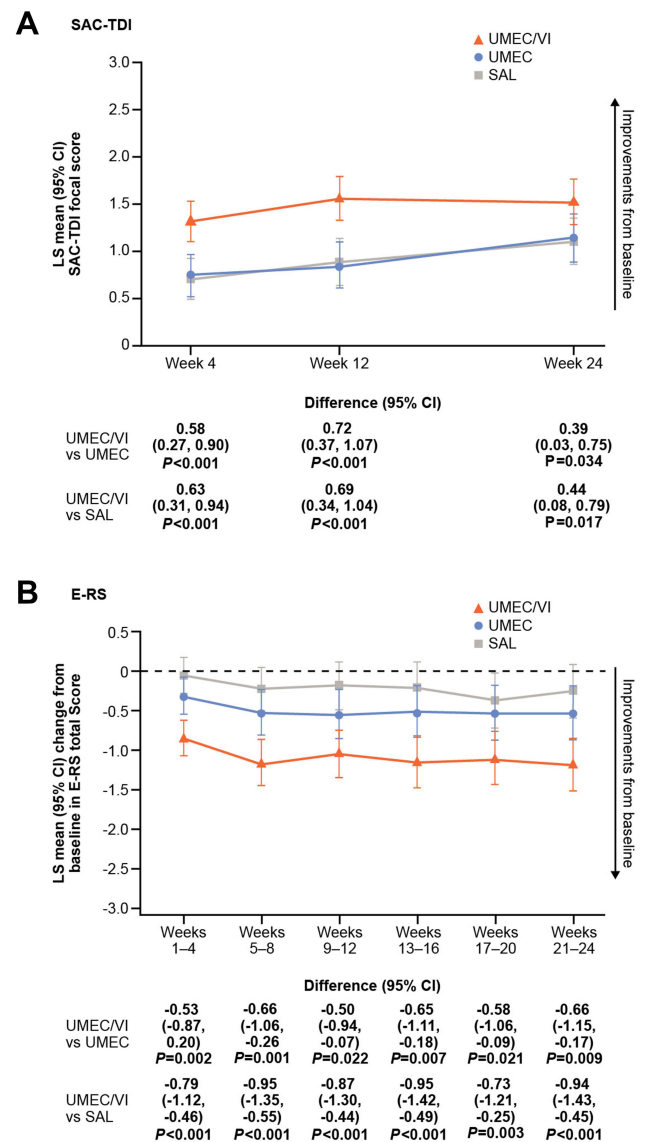 A SAC-TDI
UMEC/VI
UMEC
SAL
LS mean (95% CI)
SAC-TDI focal score
3.0
2.5
2.0
1.5
1.0
0.5
0
Improvements from baseline
Week 4 Week 12 Week 24
Difference (95% CI)
UMEC/VI
vs UMEC
0.58
(0.27, 0.90)
P<0.001
0.72
(0.37, 1.07)
P<0.001
0.39
(0.03, 0.75)
P=0.034
UMEC/VI
vs SAL
0.63
(0.31, 0.94)
P<0.001
0.69
(0.34, 1.04)
P<0.001
0.44
(0.08, 0.79)
P=0.017
B E-RS
UMEC/VI
UMEC
SAL
LS mean (95% CI) change from
baseline in E-RS total Score
0.5
0
-0.5
-1.0
-1.5
-2.0
-2.5
-3.0
Improvements from baseline
Weeks
1–4
Weeks
5–8
Weeks
9–12
Weeks
13–16
Weeks
17–20
Weeks
21–24
Difference (95% CI)
UMEC/VI
vs UMEC
-0.53
(-0.87,
0.20)
P=0.002
-0.66
(-1.06,
-0.26
P=0.001
-0.50
(-0.94,
-0.07)
P=0.022
-0.65
(-1.11,
-0.18)
P=0.007
-0.58
(-1.06,
-0.09)
P=0.021
-0.66
(-1.15,
-0.17)
P=0.009
UMEC/VI
vs SAL
-0.79
(-1.12,
-0.46)
P<0.001
-0.95
(-1.35,
-0.55)
P<0.001
-0.87
(-1.30,
-0.44)
P<0.001
-0.95
(-1.42,
-0.49)
P<0.001
-0.73
(-1.21,
-0.25)
P=0.003
-0.94
(-1.43,
-0.45)
P<0.001